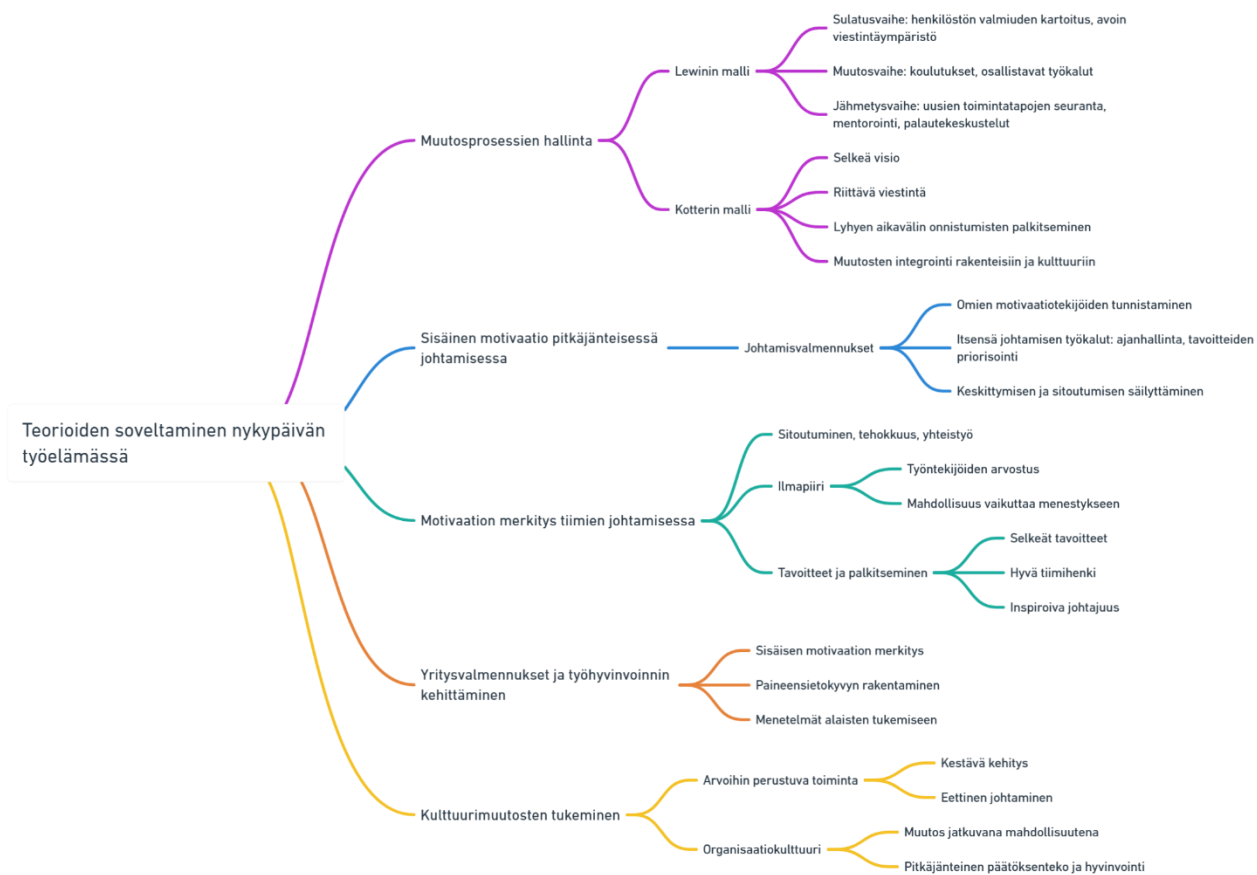 Teorioiden soveltaminen nykypäivän
työelämässä
Muutosprosessien hallinta
Lewinin malli
Sulatusvaihe: henkilöstön valmiuden kartoitus, avoin
viestintäympäristö
Muutosvaihe: koulutukset, osallistavat työkalut
Jähmetysvaihe: uusien toimintatapojen seuranta,
mentorointi, palautekeskustelut
Kotterin malli
Selkeä visio
Riittävä viestintä
Lyhyen aikavälin onnistumisten palkitseminen
Muutosten integrointi rakenteisiin ja kulttuuriin
Sisäinen motivaatio pitkäjänteisessä
johtamisessa
Johtamisvalmennukset
Omien motivaatiotekijöiden tunnistaminen
Itsensä johtamisen työkalut: ajanhallinta, tavoitteiden
priorisointi
Keskittymisen ja sitoutumisen säilyttäminen
Motivaation merkitys tiimien johtamisessa
Sitoutuminen, tehokkuus, yhteistyö
Ilmapiiri
Työntekijöiden arvostus
Mahdollisuus vaikuttaa menestykseen
Tavoitteet ja palkitseminen
Selkeät tavoitteet
Hyvä tiimihenki
Inspiroiva johtajuus
Yritysvalmennukset ja työhyvinvoinnin
kehittäminen
Sisäisen motivaation merkitys
Paineensietokyvyn rakentaminen
Menetelmät alaisten tukemiseen
Kulttuurimuutosten tukeminen
Arvoihin perustuva toiminta
Kestävä kehitys
Eettinen johtaminen
Organisaatiokulttuuri
Muutos jatkuvana mahdollisuutena
Pitkäjänteinen päätöksenteko ja hyvinvointi